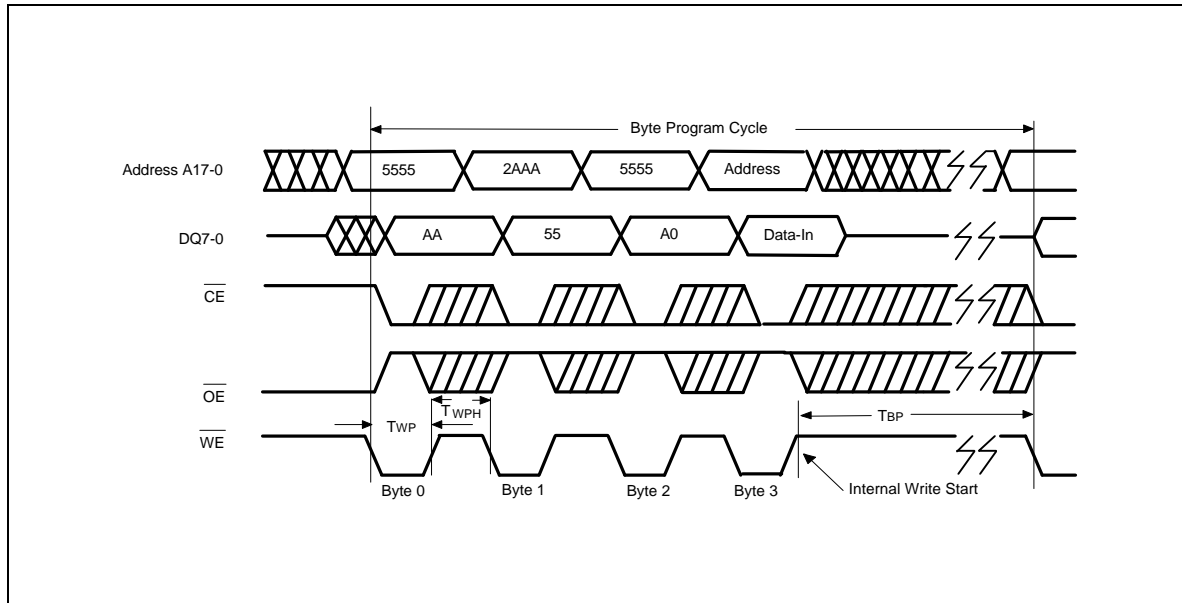 Byte Program Cycle
Address A17-0
5555
2AAA
5555
Address
DQ7-0
AA
55
A0
Data-In
CE
OE
TWP
TWPH
TBP
WE
Byte 0
Byte 1
Byte 2
Byte 3
Internal Write Start